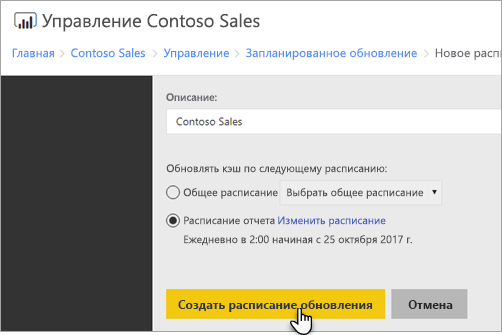 Управление Contoso Sales
Главная > Contoso Sales > Управление > Запланированное обновление > Новое расп
Описание:
Contoso Sales
Обновлять кэш по следующему расписанию:
Общее расписание Выбрать общее расписание
Расписание отчета Изменить расписание
Ежедневно в 2:00 начиная с 25 октября 2017 г.
Создать расписание обновления Отмена